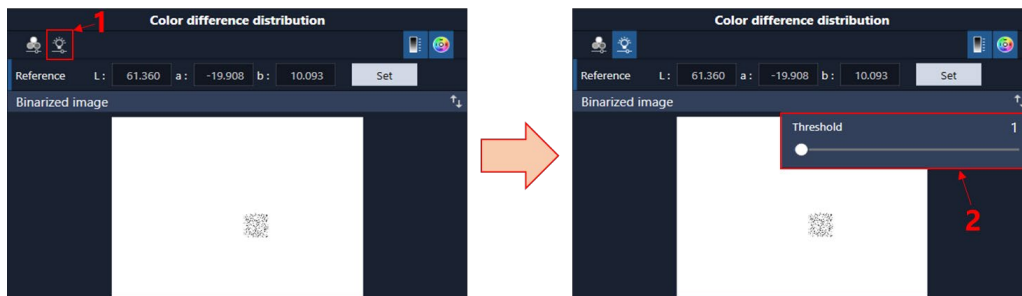 Color difference distribution
1
Reference L: 61.360 a: -19.908 b: 10.093 Set
Binarized image
Color difference distribution
Reference L: 61.360 a: -19.908 b: 10.093 Set
Binarized image
Threshold 1
2